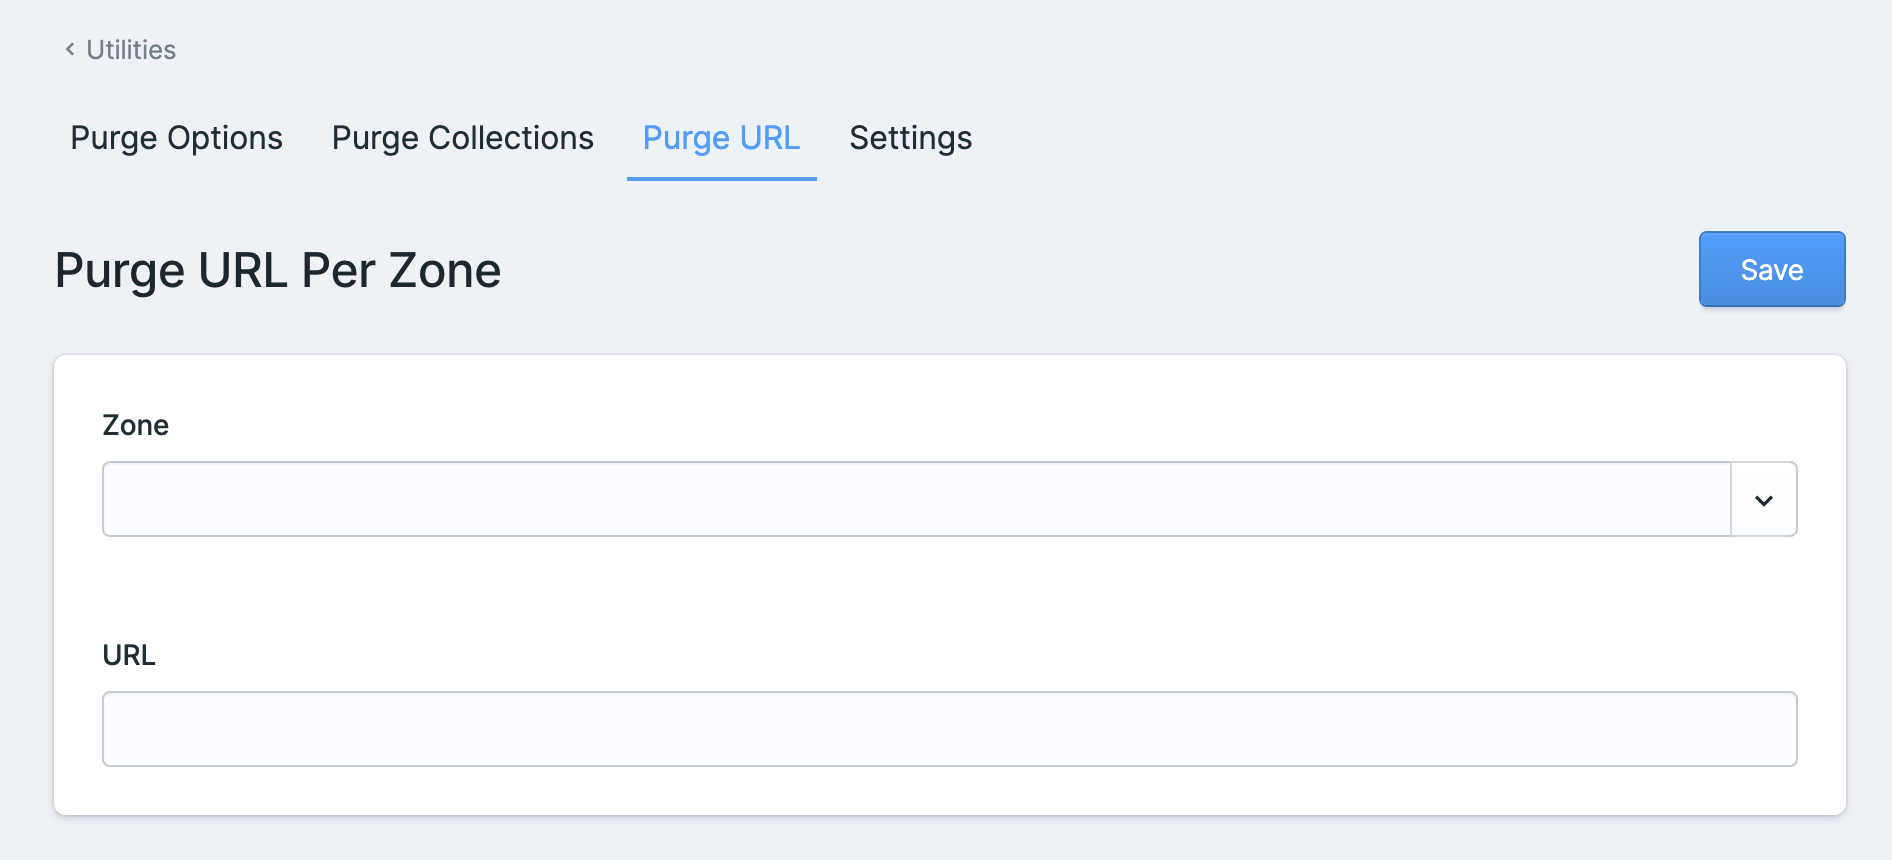 Utilities
Purge Options Purge Collections Purge URL Settings
Purge URL Per Zone
Save
Zone
URL